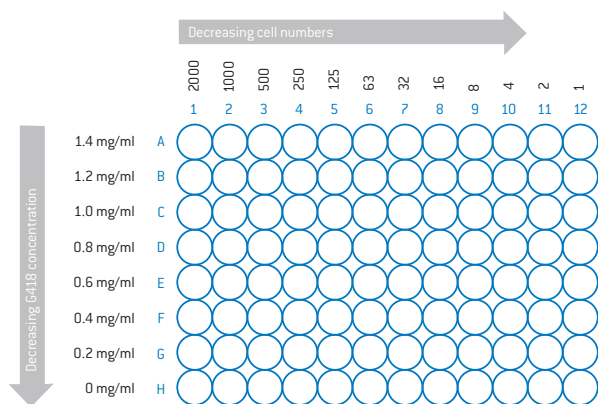 Decreasing cell numbers
2000 1000 500 250 125 63 32 16 8 4 2 1
1 2 3 4 5 6 7 8 9 10 11 12
Decreasing G418 concentration
1.4 mg/ml A
1.2 mg/ml B
1.0 mg/ml C
0.8 mg/ml D
0.6 mg/ml E
0.4 mg/ml F
0.2 mg/ml G
0 mg/ml H